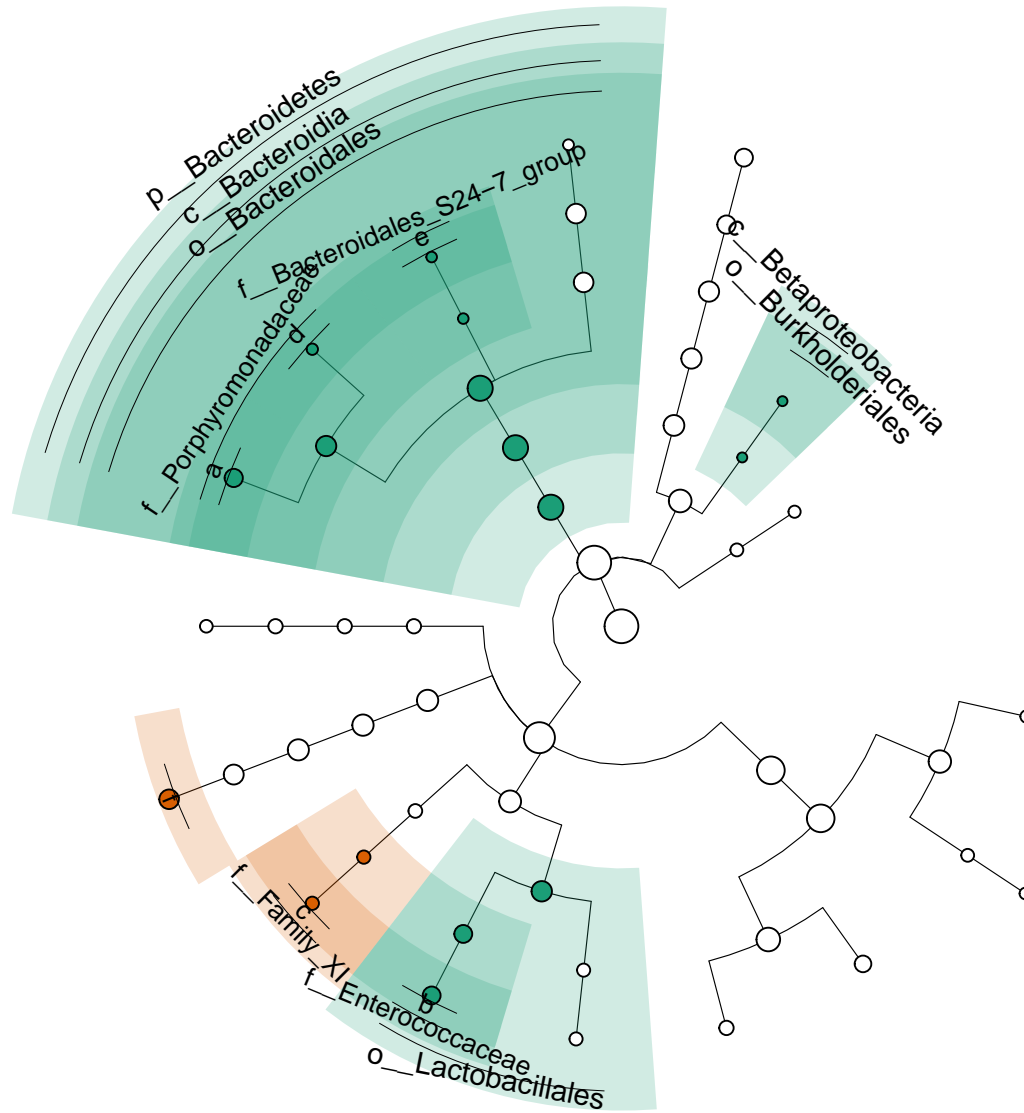 p__Bacteroidetes
c__Bacteroidia
o__Bacteroidales
f__Bacteroidales_S24−7_group
e
d
f__Porphyromonadaceae
a
c__Betaproteobacteria
o__Burkholderiales
f
f__Family_XI
c
b
f__Enterococcaceae
o__Lactobacillales